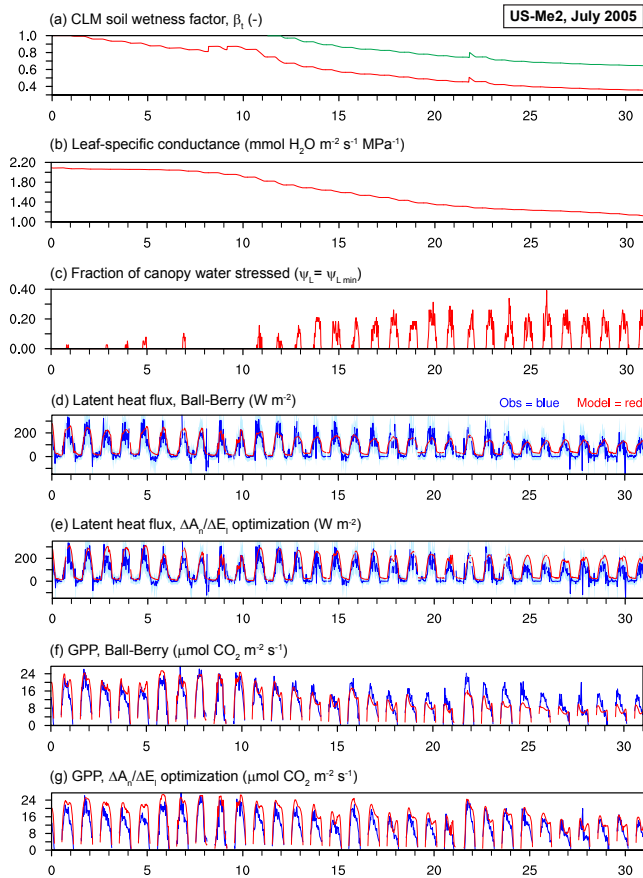 (a) CLM soil wetness factor, βt (-)
US-Me2, July 2005
1.0
0.8
0.6
0.4
0 5 10 15 20 25 30
(b) Leaf-specific conductance (mmol H2O m-2 s-1 MPa-1)
2.20
1.80
1.40
1.00
0 5 10 15 20 25 30
(c) Fraction of canopy water stressed (ψL= ψL min)
0.40
0.20
0.00
0 5 10 15 20 25 30
(d) Latent heat flux, Ball-Berry (W m-2)
Obs = blue Model = red
200
0
0 5 10 15 20 25 30
(e) Latent heat flux, ΔAn/ΔEl optimization (W m-2)
200
0
0 5 10 15 20 25 30
(f) GPP, Ball-Berry (μmol CO2 m-2 s-1)
24
16
8
0
0 5 10 15 20 25 30
(g) GPP, ΔAn/ΔEl optimization (μmol CO2 m-2 s-1)
24
16
8
0
0 5 10 15 20 25 30